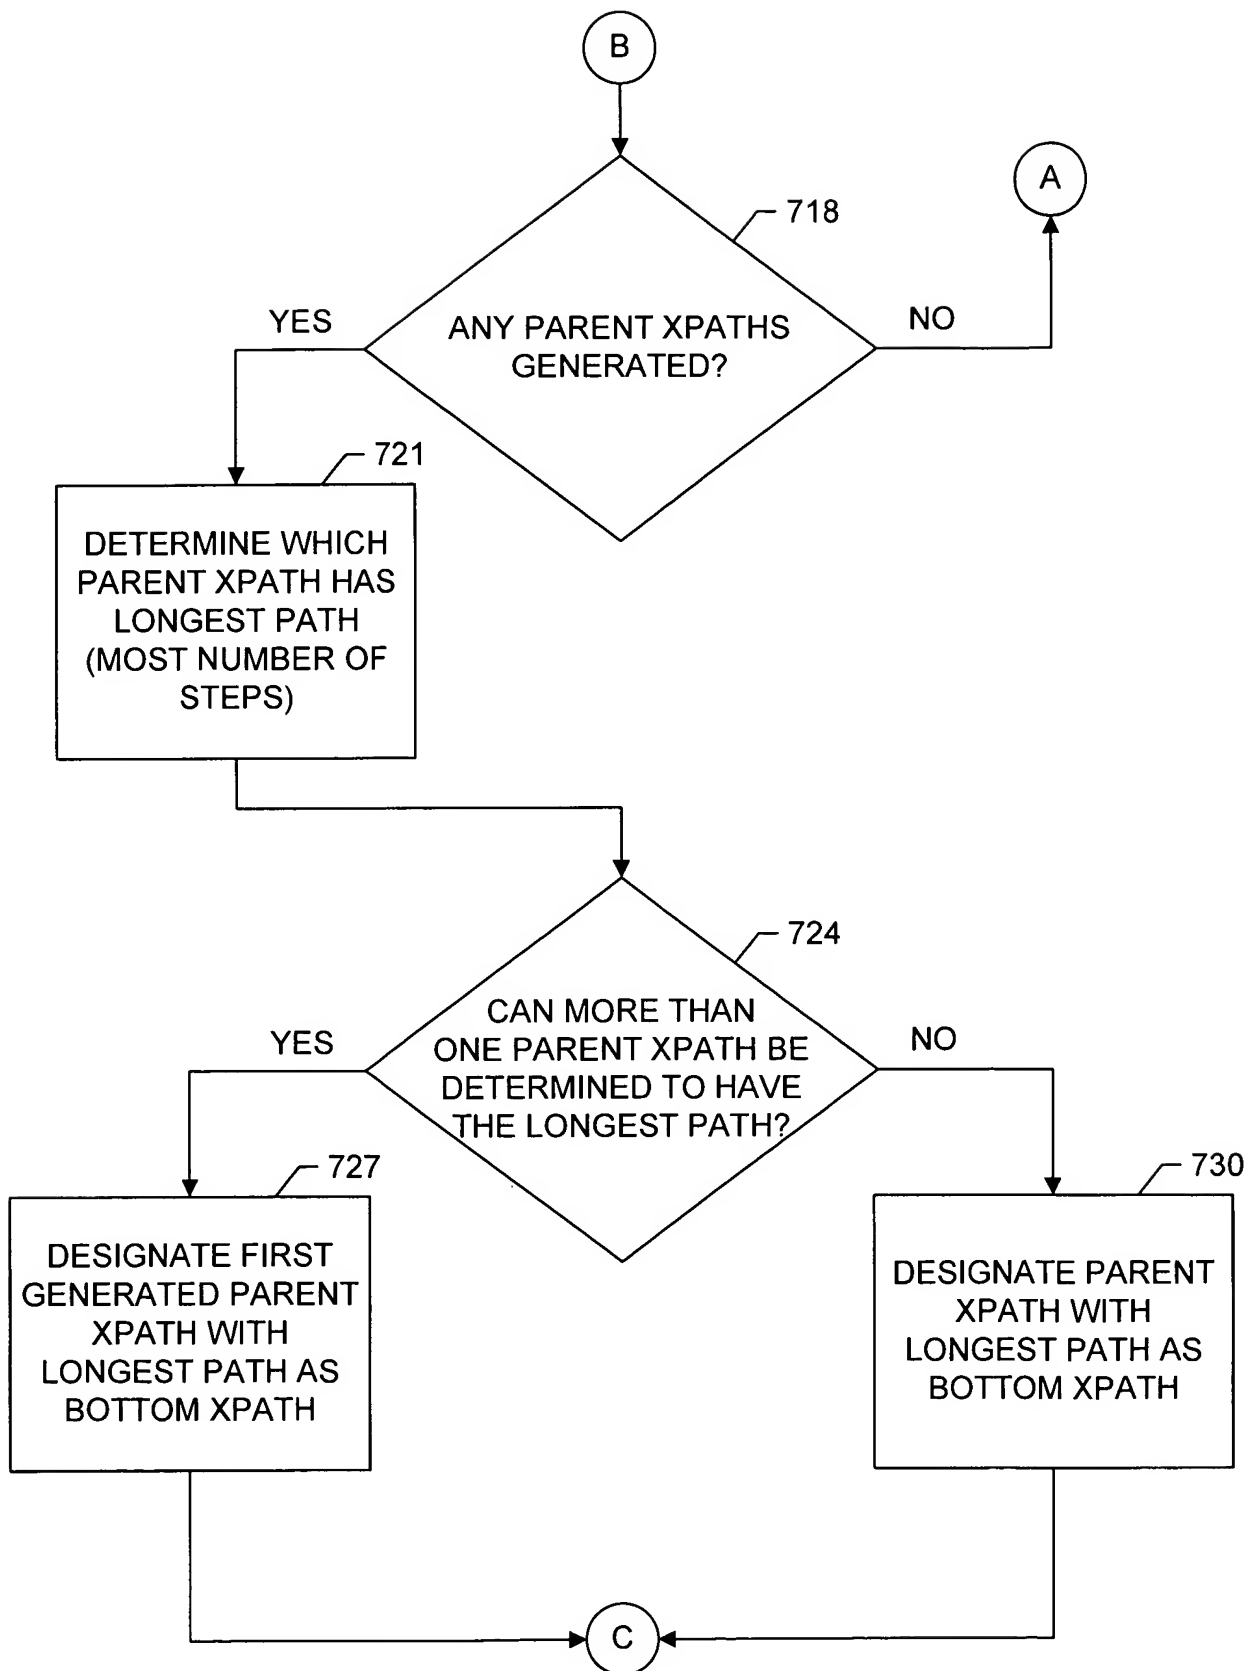 B
A
718
YES
ANY PARENT XPATHS
GENERATED?
NO
721
DETERMINE WHICH
PARENT XPATH HAS
LONGEST PATH
(MOST NUMBER OF
STEPS)
724
YES
CAN MORE THAN
ONE PARENT XPATH BE
DETERMINED TO HAVE
THE LONGEST PATH?
NO
727
DESIGNATE FIRST
GENERATED PARENT
XPATH WITH
LONGEST PATH AS
BOTTOM XPATH
730
DESIGNATE PARENT
XPATH WITH
LONGEST PATH AS
BOTTOM XPATH
C